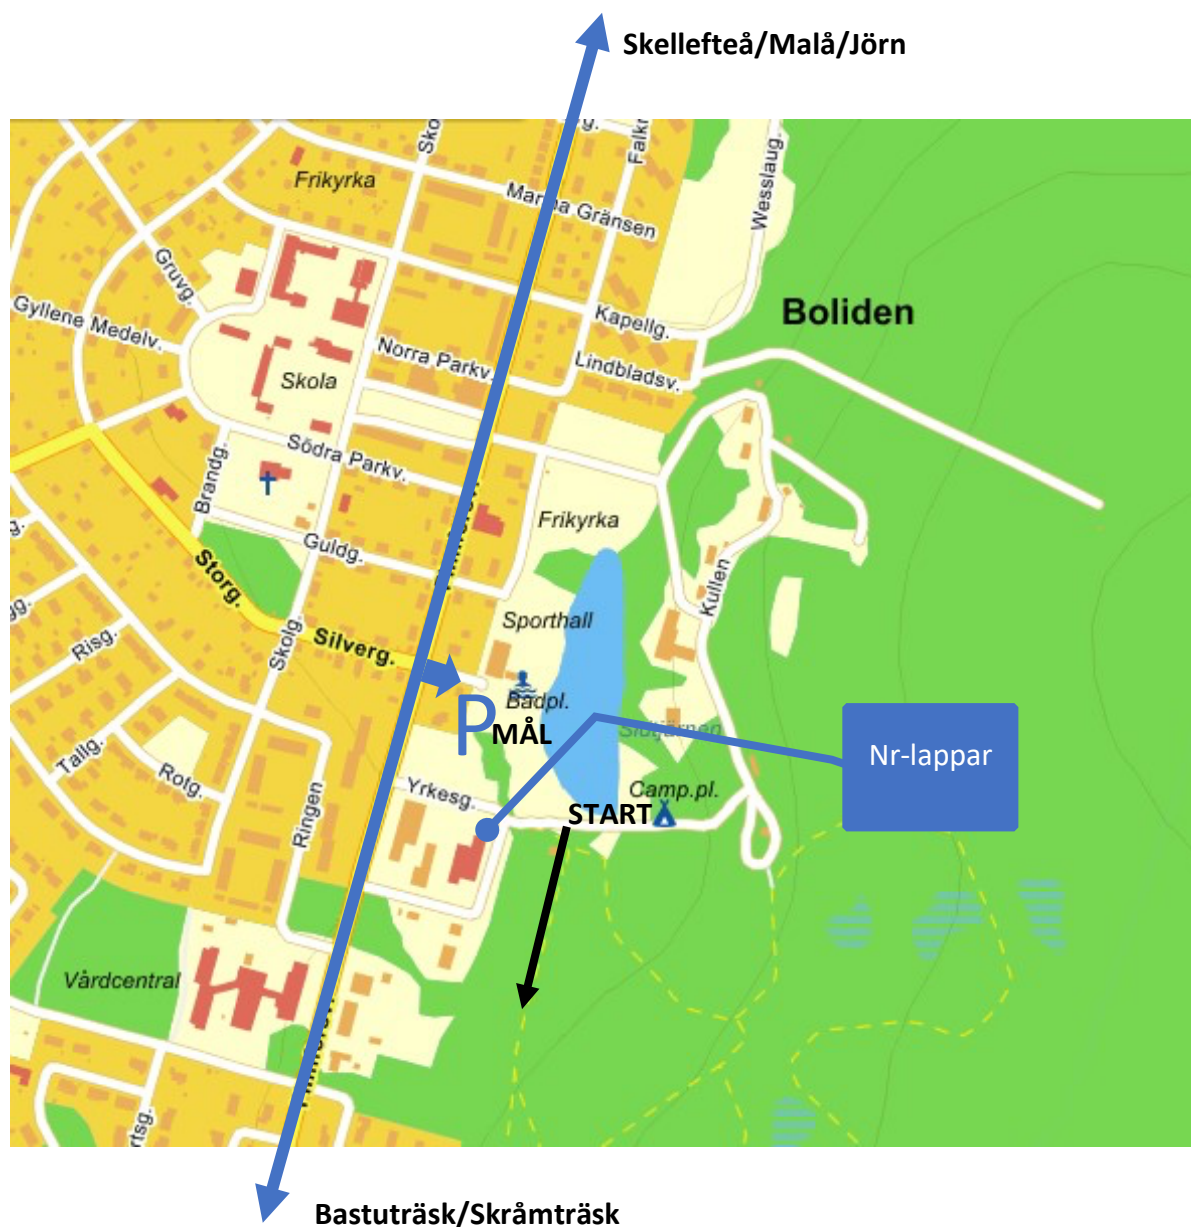 Skellefteå/Malå/Jörn
Frikyrka
Marina Gränsen
Wesslaug.
Gruvg.
Gyllene Medelv.
Kapellg.
Boliden
Norra Parkv.
Lindbladsv.
Skola
Södra Parkv.
Brandg.
Frikyrka
Guldg.
Storg.
Kullen
Sporthall
Silverg.
Risg.
Skolg.
Badpl.
P
MÅL
Nr-lappar
Tallg.
Rofg.
Yrkesg.
Camp.pl.
START
Ringen
Vårdcentral
Bastuträsk/Skråmträsk